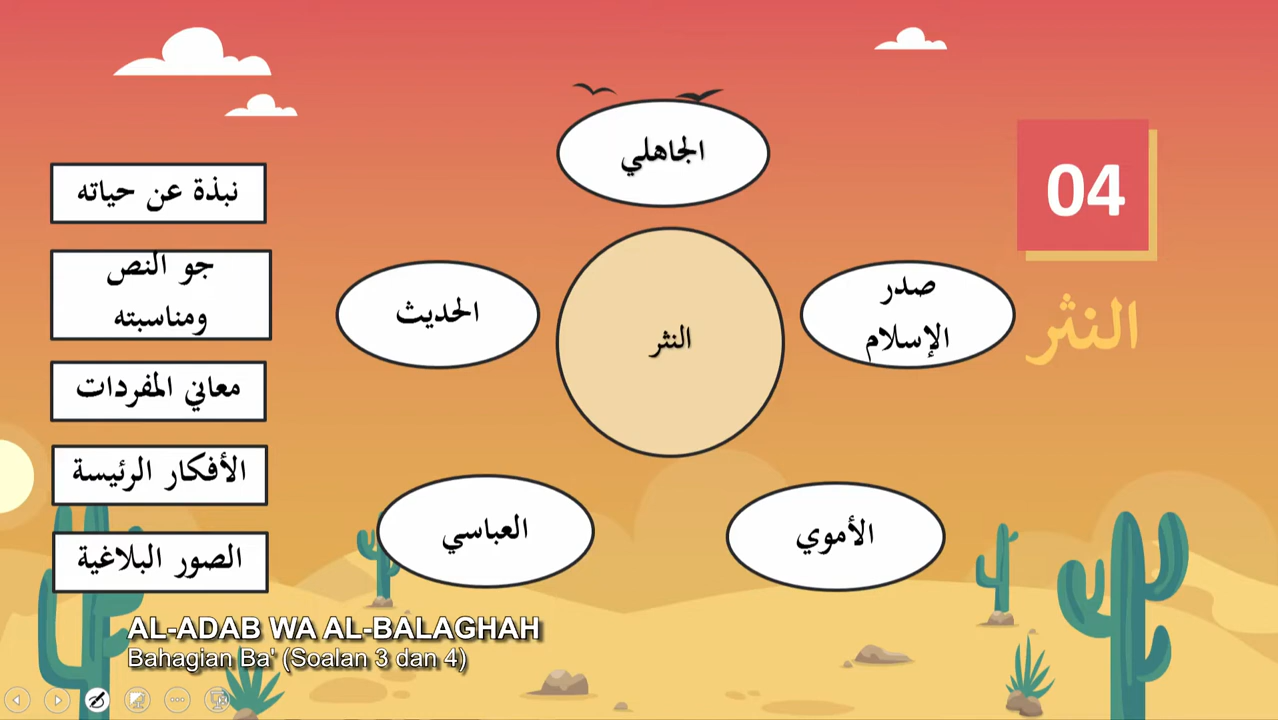 04
النثر
الجاهلي
صدر
الإسلام
الحديث
النثر
العباسي
الأموي
نبذة عن حياته
جو النص
ومناسبته
معاني المفردات
الأفكار الرئيسة
الصور البلاغية
AL-ADAB WA AL-BALAGHAH
Bahagian Ba' (Soalan 3 dan 4)